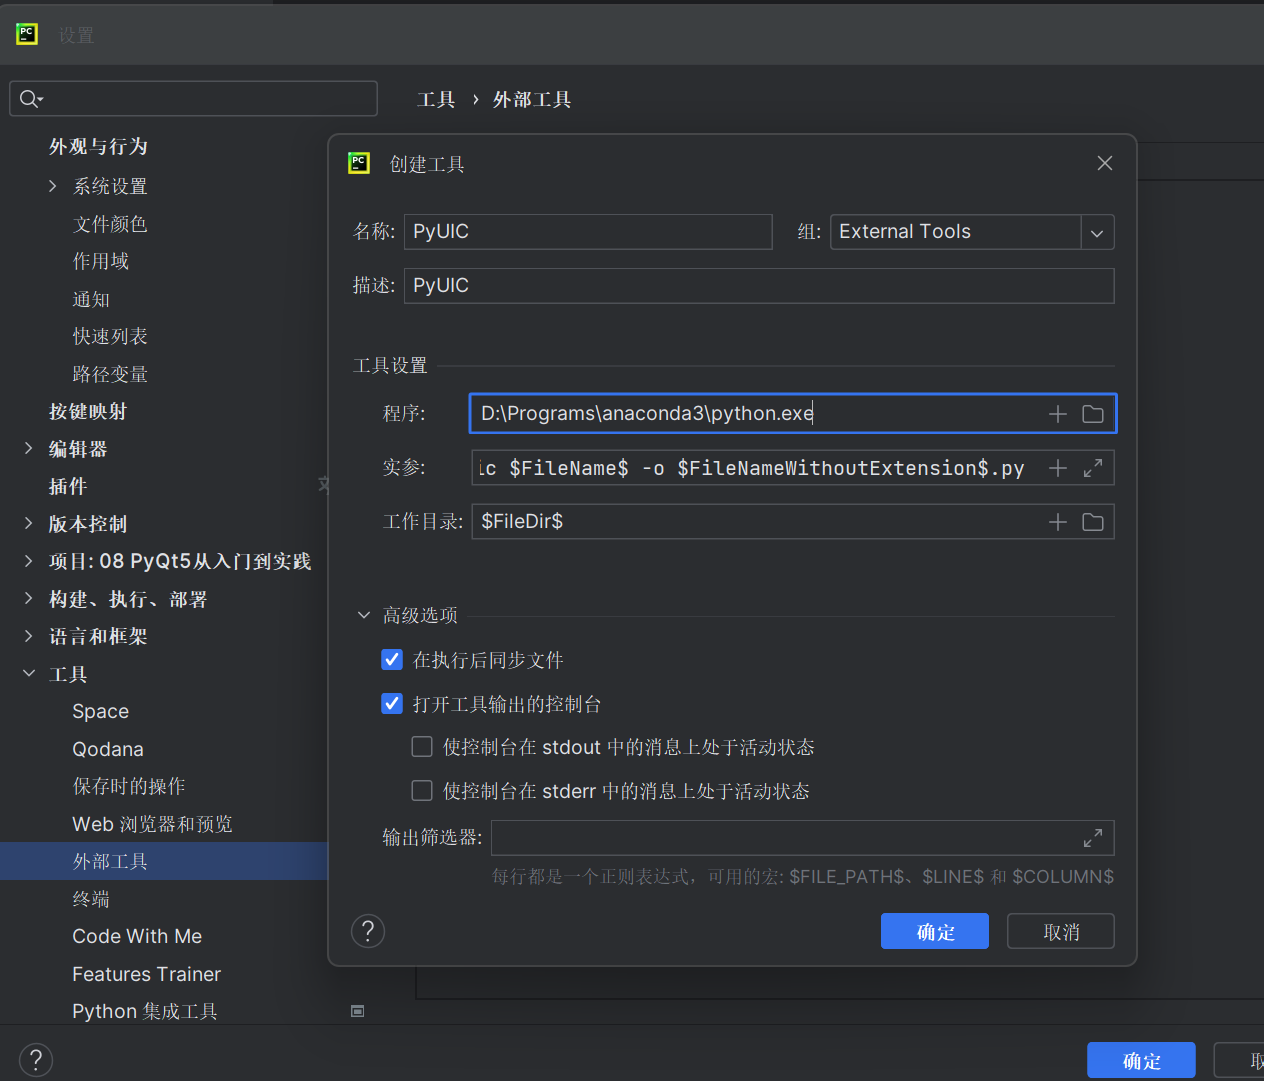 设置
工具 › 外部工具
外观与行为
系统设置
文件颜色
作用域
通知
快速列表
路径变量
按键映射
编辑器
插件
版本控制
项目: 08 PyQt5从入门到实践
构建、执行、部署
语言和框架
工具
Space
Qodana
保存时的操作
Web 浏览器和预览
外部工具
终端
Code With Me
Features Trainer
Python 集成工具
创建工具
名称: PyUIC 组: External Tools
描述: PyUIC
工具设置
程序: D:\Programs\anaconda3\python.exe
实参: ic $FileName$ -o $FileNameWithoutExtension$.py
工作目录: $FileDir$
高级选项
在执行后同步文件
打开工具输出的控制台
使控制台在 stdout 中的消息上处于活动状态
使控制台在 stderr 中的消息上处于活动状态
输出筛选器:
每行都是一个正则表达式，可用的宏: $FILE_PATH$、$LINE$ 和 $COLUMN$
? 确定 取消
? 确定 取